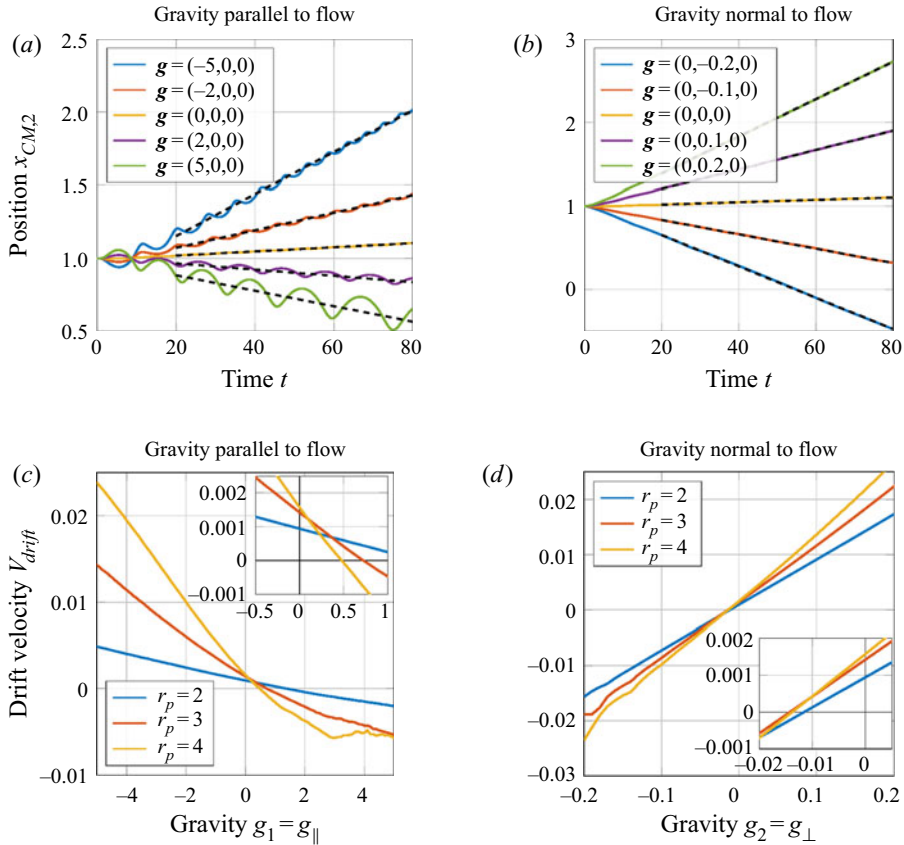 Gravity parallel to flow
(a)
2.5
2.0
1.5
1.0
0.5
Position x_{CM,2}
g = (–5,0,0)
g = (–2,0,0)
g = (0,0,0)
g = (2,0,0)
g = (5,0,0)
0 20 40 60 80
Time t
Gravity normal to flow
(b)
3
2
1
0
g = (0,–0.2,0)
g = (0,–0.1,0)
g = (0,0,0)
g = (0,0.1,0)
g = (0,0.2,0)
0 20 40 60 80
Time t
Gravity parallel to flow
(c)
0.02
0.01
0
–0.01
Drift velocity V_{drift}
0.002
0.001
0
–0.001
–0.5 0 0.5 1
r_p = 2
r_p = 3
r_p = 4
–4 –2 0 2 4
Gravity g_1 = g_∥
Gravity normal to flow
(d)
0.02
0.01
0
–0.01
–0.02
–0.03
r_p = 2
r_p = 3
r_p = 4
0.002
0.001
0
–0.001
–0.02 –0.01 0
–0.2 –0.1 0 0.1 0.2
Gravity g_2 = g_⊥